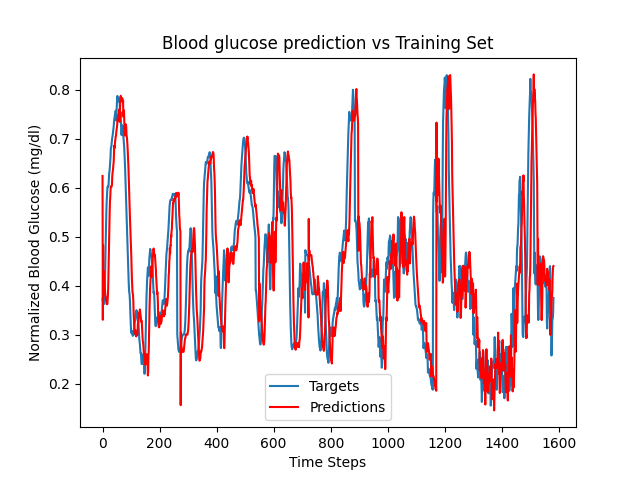 Blood glucose prediction vs Training Set
Normalized Blood Glucose (mg/dl)
0.8
0.7
0.6
0.5
0.4
0.3
0.2
Targets
Predictions
0 200 400 600 800 1000 1200 1400 1600
Time Steps